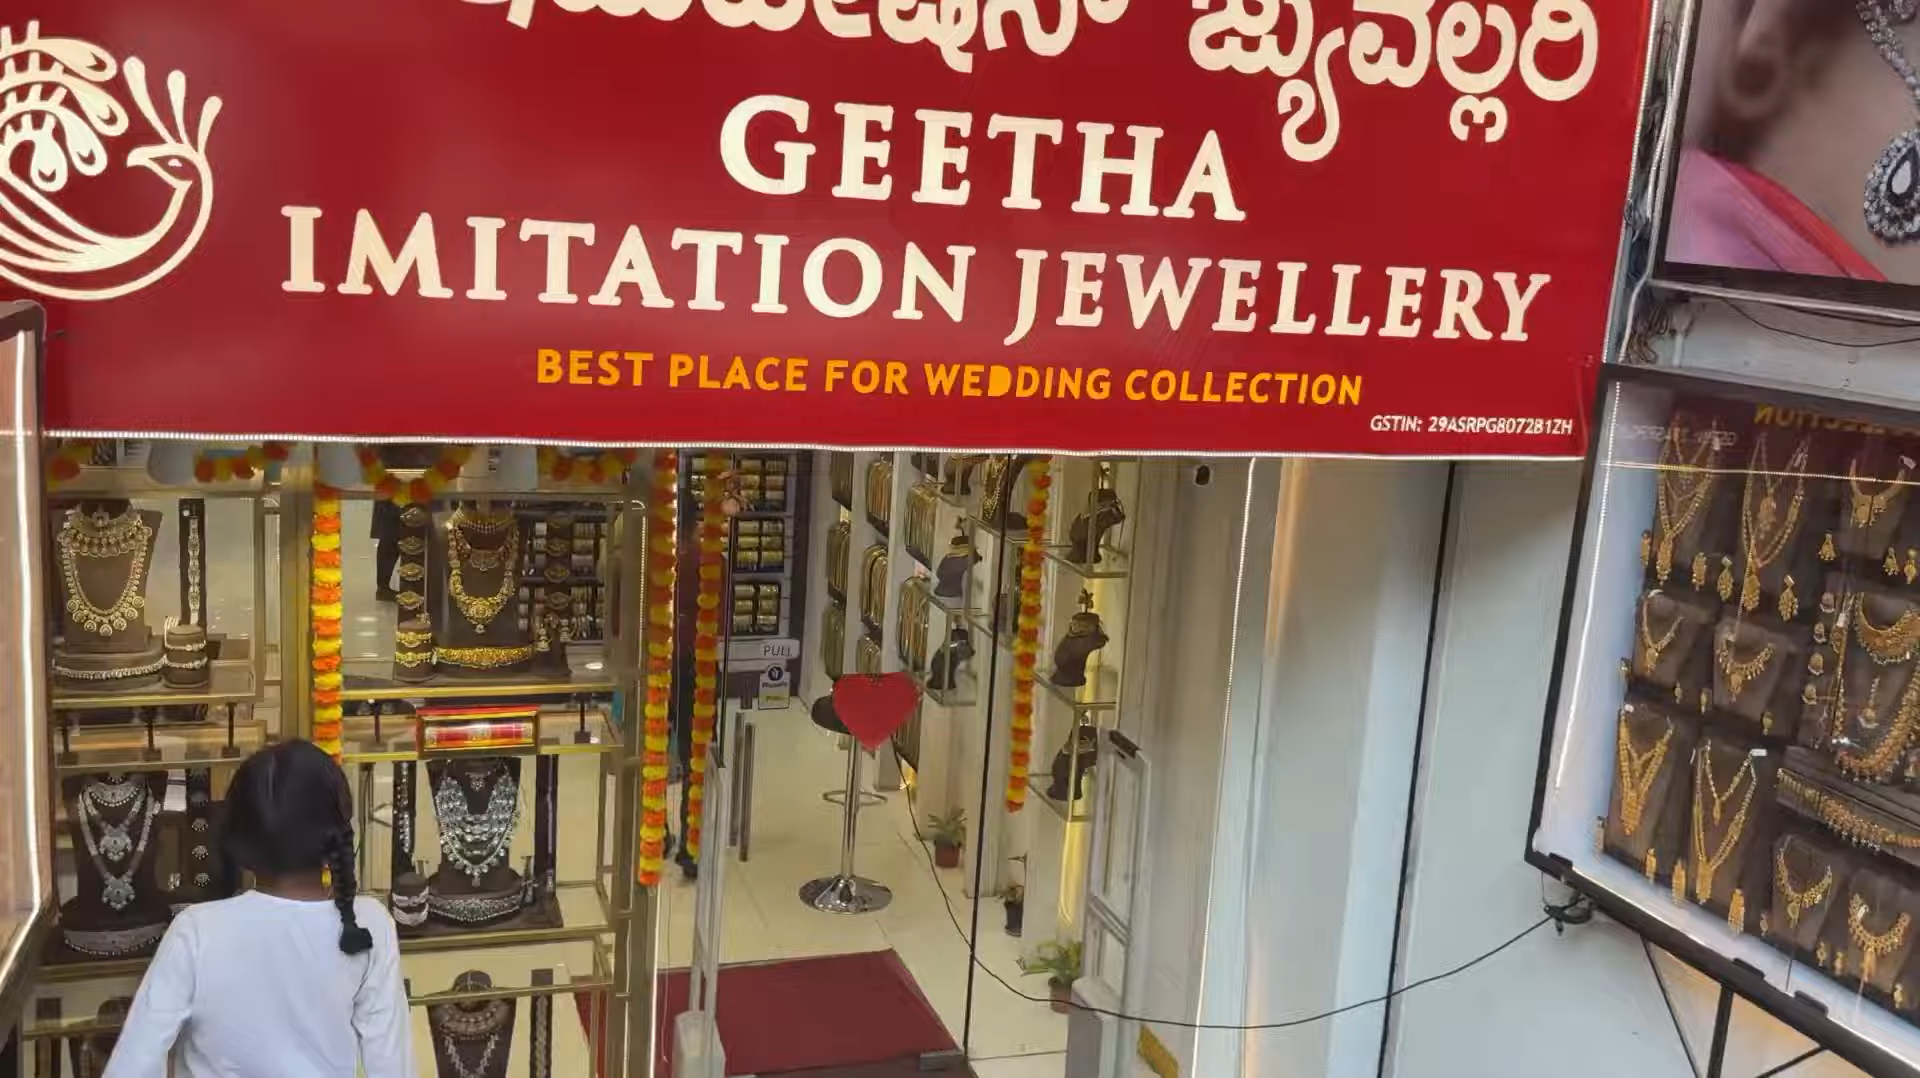 ಜ್ಯುವೆಲ್ಲರಿ
GEETHA
IMITATION JEWELLERY
BEST PLACE FOR WEDDING COLLECTION
GSTIN: 29ASRPG8072B1ZH
PULL